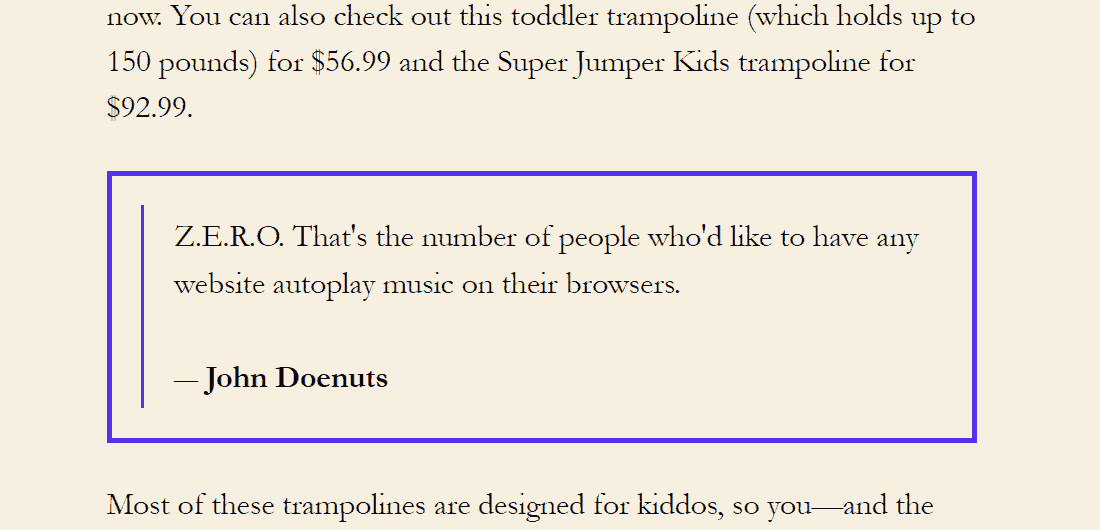 now. You can also check out this toddler trampoline (which holds up to
150 pounds) for $56.99 and the Super Jumper Kids trampoline for
$92.99.
Z.E.R.O. That's the number of people who'd like to have any
website autoplay music on their browsers.
— John Doenuts
Most of these trampolines are designed for kiddos, so you—and the